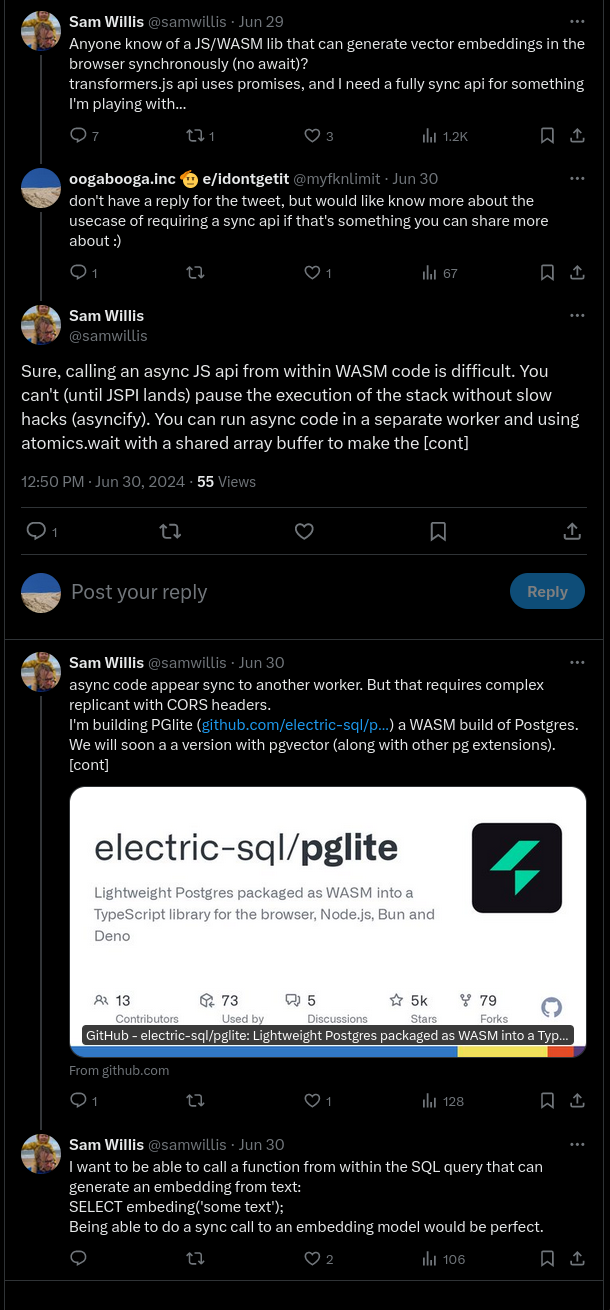 Sam Willis @samwillis · Jun 29
Anyone know of a JS/WASM lib that can generate vector embeddings in the
browser synchronously (no await)?
transformers.js api uses promises, and I need a fully sync api for something
I'm playing with...
7 1 3 1.2K
oogabooga.inc 🫡 e/idontgetit @myfknlimit · Jun 30
don't have a reply for the tweet, but would like know more about the
usecase of requiring a sync api if that's something you can share more
about :)
1 1 67
Sam Willis
@samwillis
Sure, calling an async JS api from within WASM code is difficult. You
can't (until JSPI lands) pause the execution of the stack without slow
hacks (asyncify). You can run async code in a separate worker and using
atomics.wait with a shared array buffer to make the [cont]
12:50 PM · Jun 30, 2024 · 55 Views
1
Post your reply
Reply
Sam Willis @samwillis · Jun 30
async code appear sync to another worker. But that requires complex
replicant with CORS headers.
I'm building PGlite (github.com/electric-sql/p...) a WASM build of Postgres.
We will soon a a version with pgvector (along with other pg extensions).
[cont]
electric-sql/pglite
Lightweight Postgres packaged as WASM into a
TypeScript library for the browser, Node.js, Bun and
Deno
13 73 5 5k 79
Contributors Used by Discussions Stars Forks
GitHub - electric-sql/pglite: Lightweight Postgres packaged as WASM into a Typ...
From github.com
1 1 128
Sam Willis @samwillis · Jun 30
I want to be able to call a function from within the SQL query that can
generate an embedding from text:
SELECT embeding('some text');
Being able to do a sync call to an embedding model would be perfect.
2 106